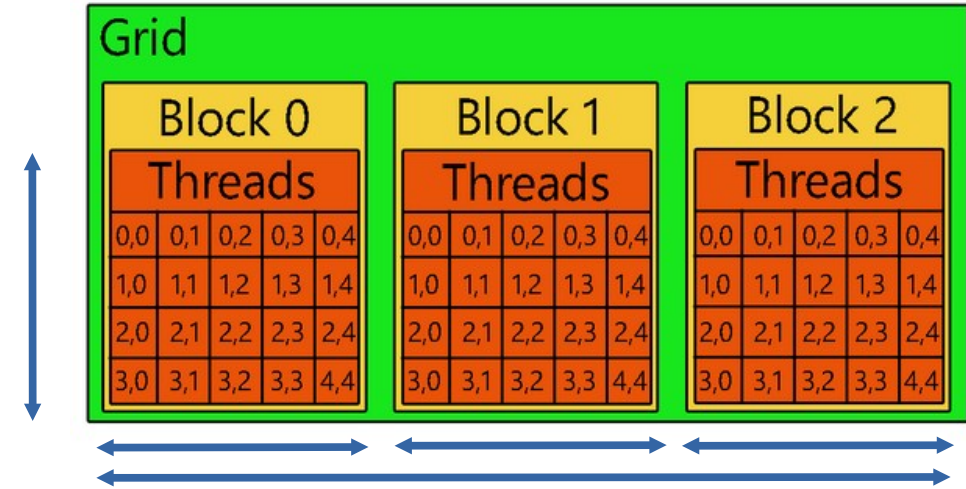 Grid
Block 0
Threads
0,0 0,1 0,2 0,3 0,4
1,0 1,1 1,2 1,3 1,4
2,0 2,1 2,2 2,3 2,4
3,0 3,1 3,2 3,3 4,4
Block 1
Threads
0,0 0,1 0,2 0,3 0,4
1,0 1,1 1,2 1,3 1,4
2,0 2,1 2,2 2,3 2,4
3,0 3,1 3,2 3,3 4,4
Block 2
Threads
0,0 0,1 0,2 0,3 0,4
1,0 1,1 1,2 1,3 1,4
2,0 2,1 2,2 2,3 2,4
3,0 3,1 3,2 3,3 4,4